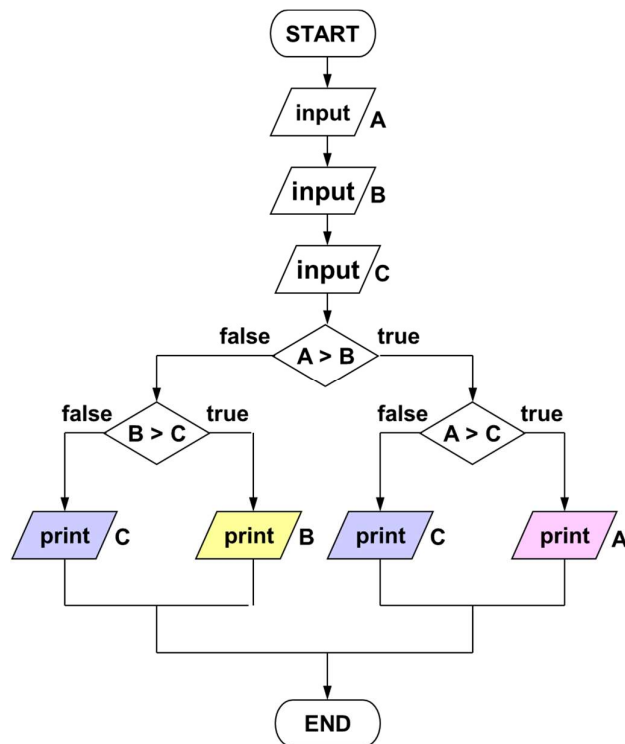 START
input A
input B
input C
false A > B true
false B > C true
false A > C true
print C
print B
print C
print A
END